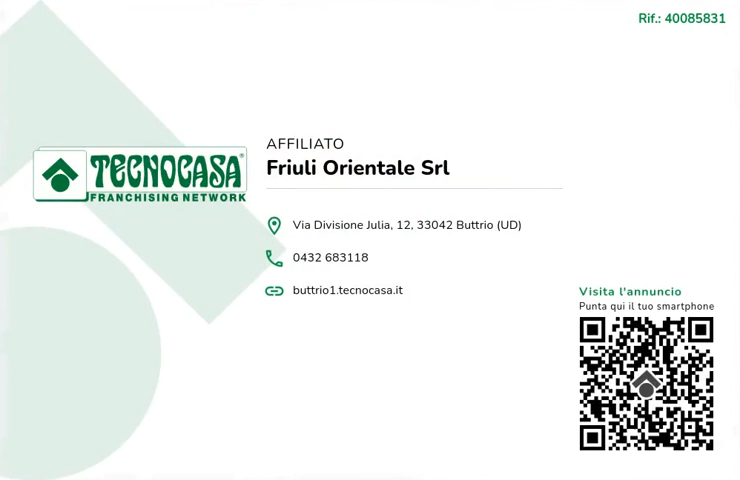 Rif.: 40085831
AFFILIATO
Friuli Orientale Srl
TECNOCASA®
FRANCHISING NETWORK
Via Divisione Julia, 12, 33042 Buttrio (UD)
0432 683118
buttrio1.tecnocasa.it
Visita l'annuncio
Punta qui il tuo smartphone